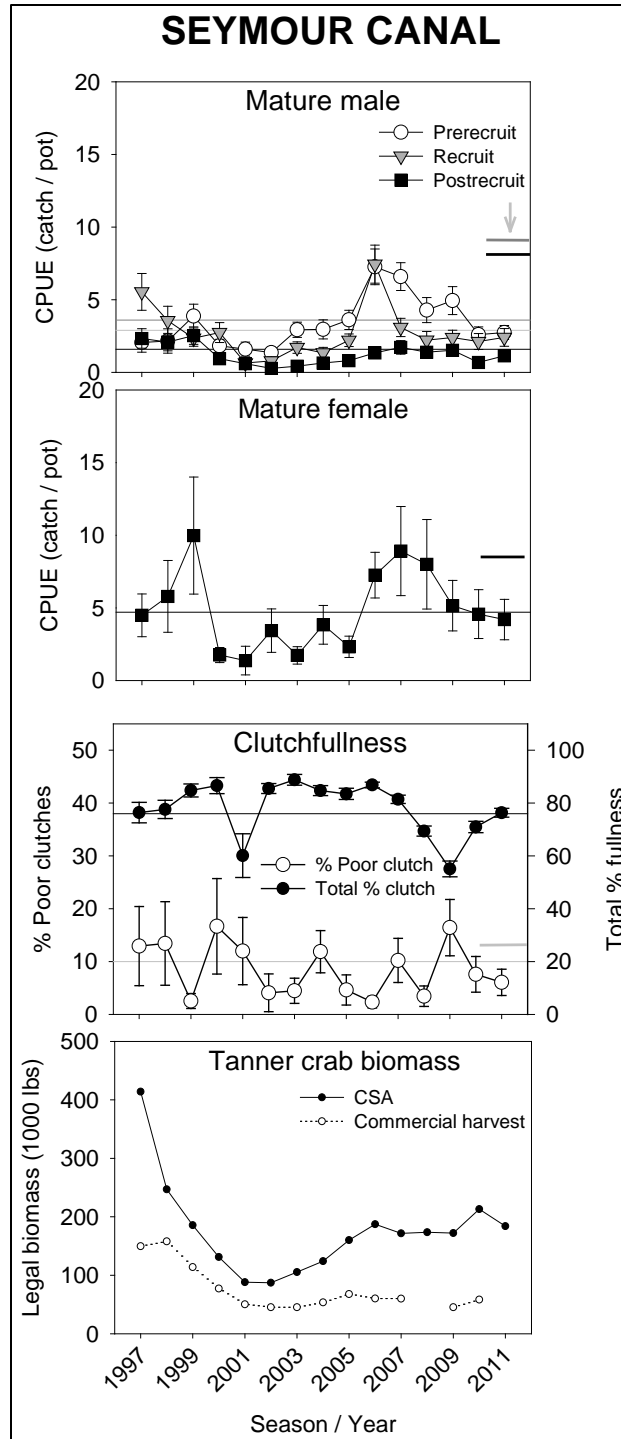 SEYMOUR CANAL
Mature male
Prerecruit
Recruit
Postrecruit
CPUE (catch / pot)
20
15
10
5
0
Mature female
CPUE (catch / pot)
20
15
10
5
0
Clutchfullness
% Poor clutch
Total % clutch
% Poor clutches
50
40
30
20
10
0
Total % fullness
100
80
60
40
20
0
Tanner crab biomass
CSA
Commercial harvest
Legal biomass (1000 lbs)
500
400
300
200
100
0
1997
1999
2001
2003
2005
2007
2009
2011
Season / Year